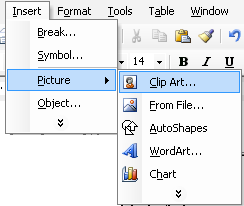 Insert Format Tools Table Window
Break...
Symbol...
14 B I U
Picture
Clip Art...
From File...
Object...
AutoShapes
WordArt...
Chart